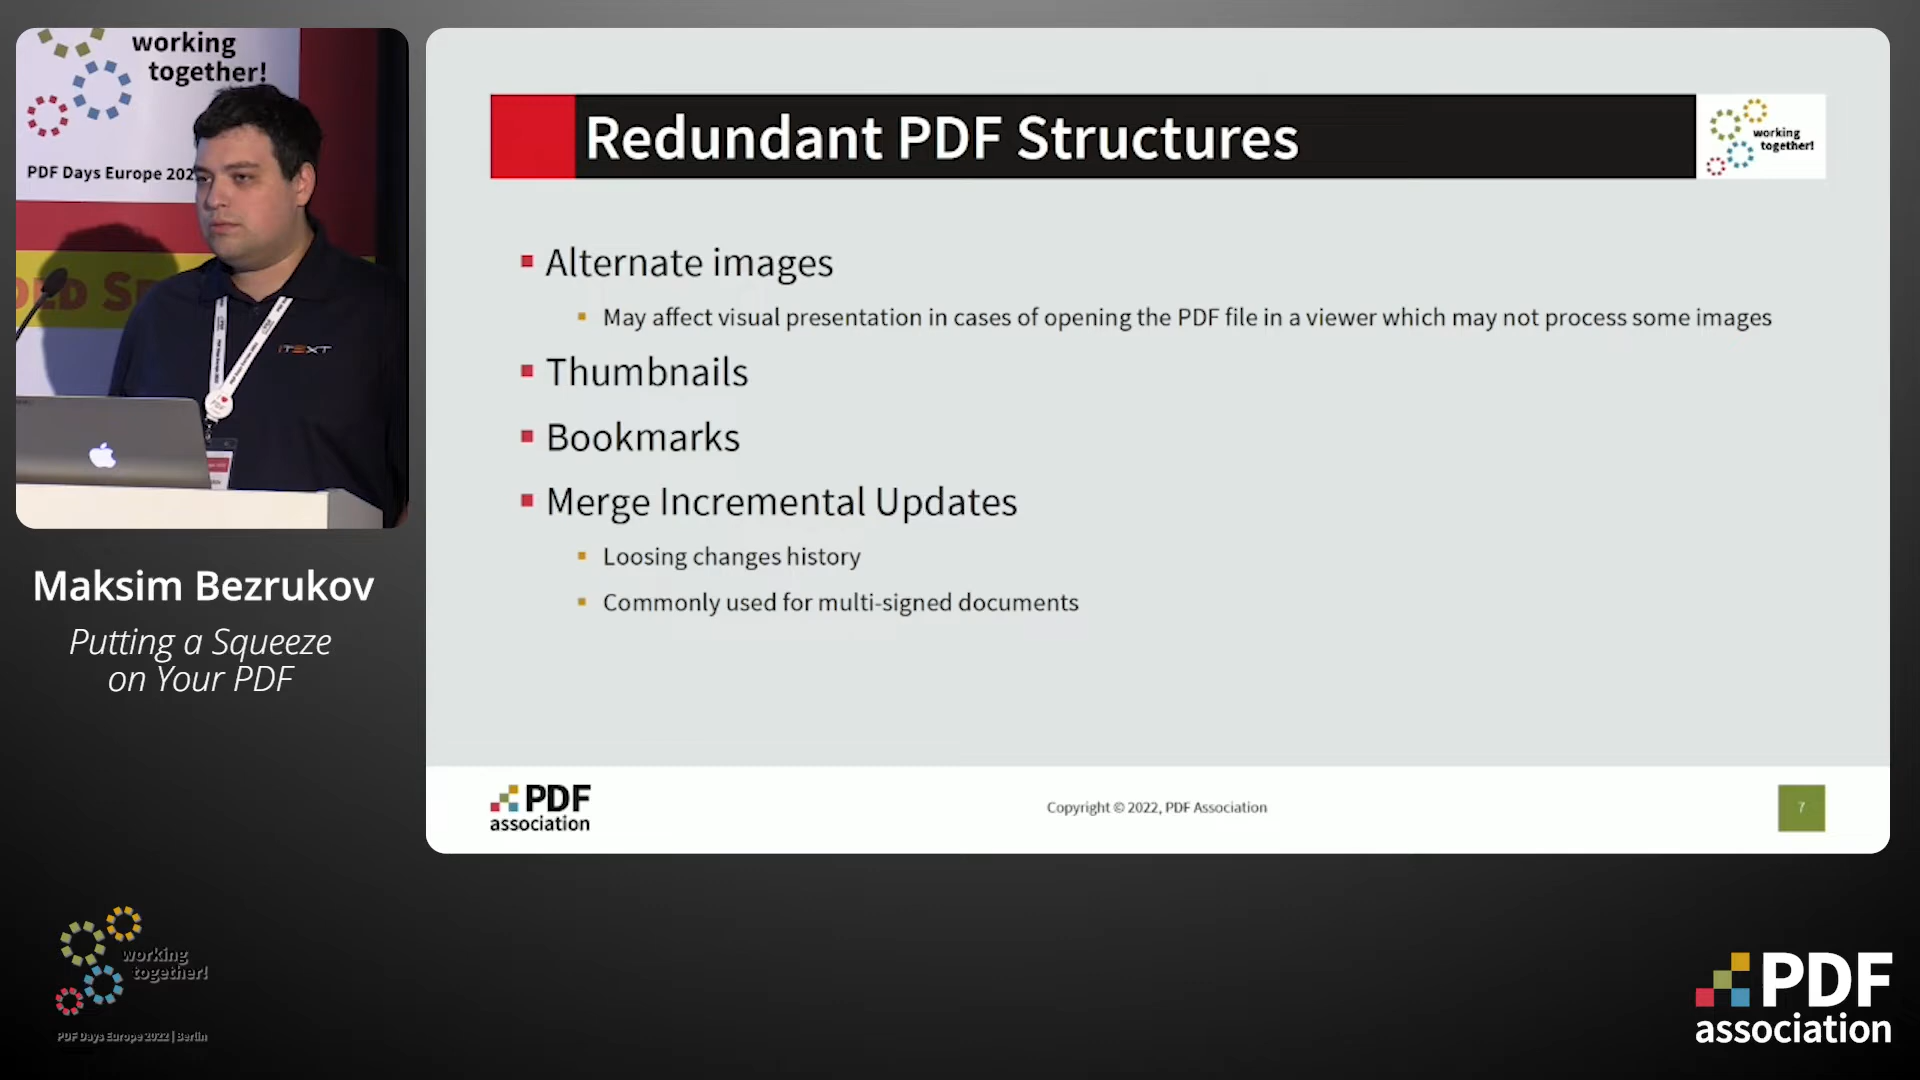 working
together!
PDF Days Europe 202
DED S
iTEXT
Maksim Bezrukov
Putting a Squeeze
on Your PDF
Redundant PDF Structures
working
together!
Alternate images
May affect visual presentation in cases of opening the PDF file in a viewer which may not process some images
Thumbnails
Bookmarks
Merge Incremental Updates
Loosing changes history
Commonly used for multi-signed documents
PDF
association
Copyright © 2022, PDF Association
7
working
together!
PDF Days Europe 2022 | Berlin
PDF
association